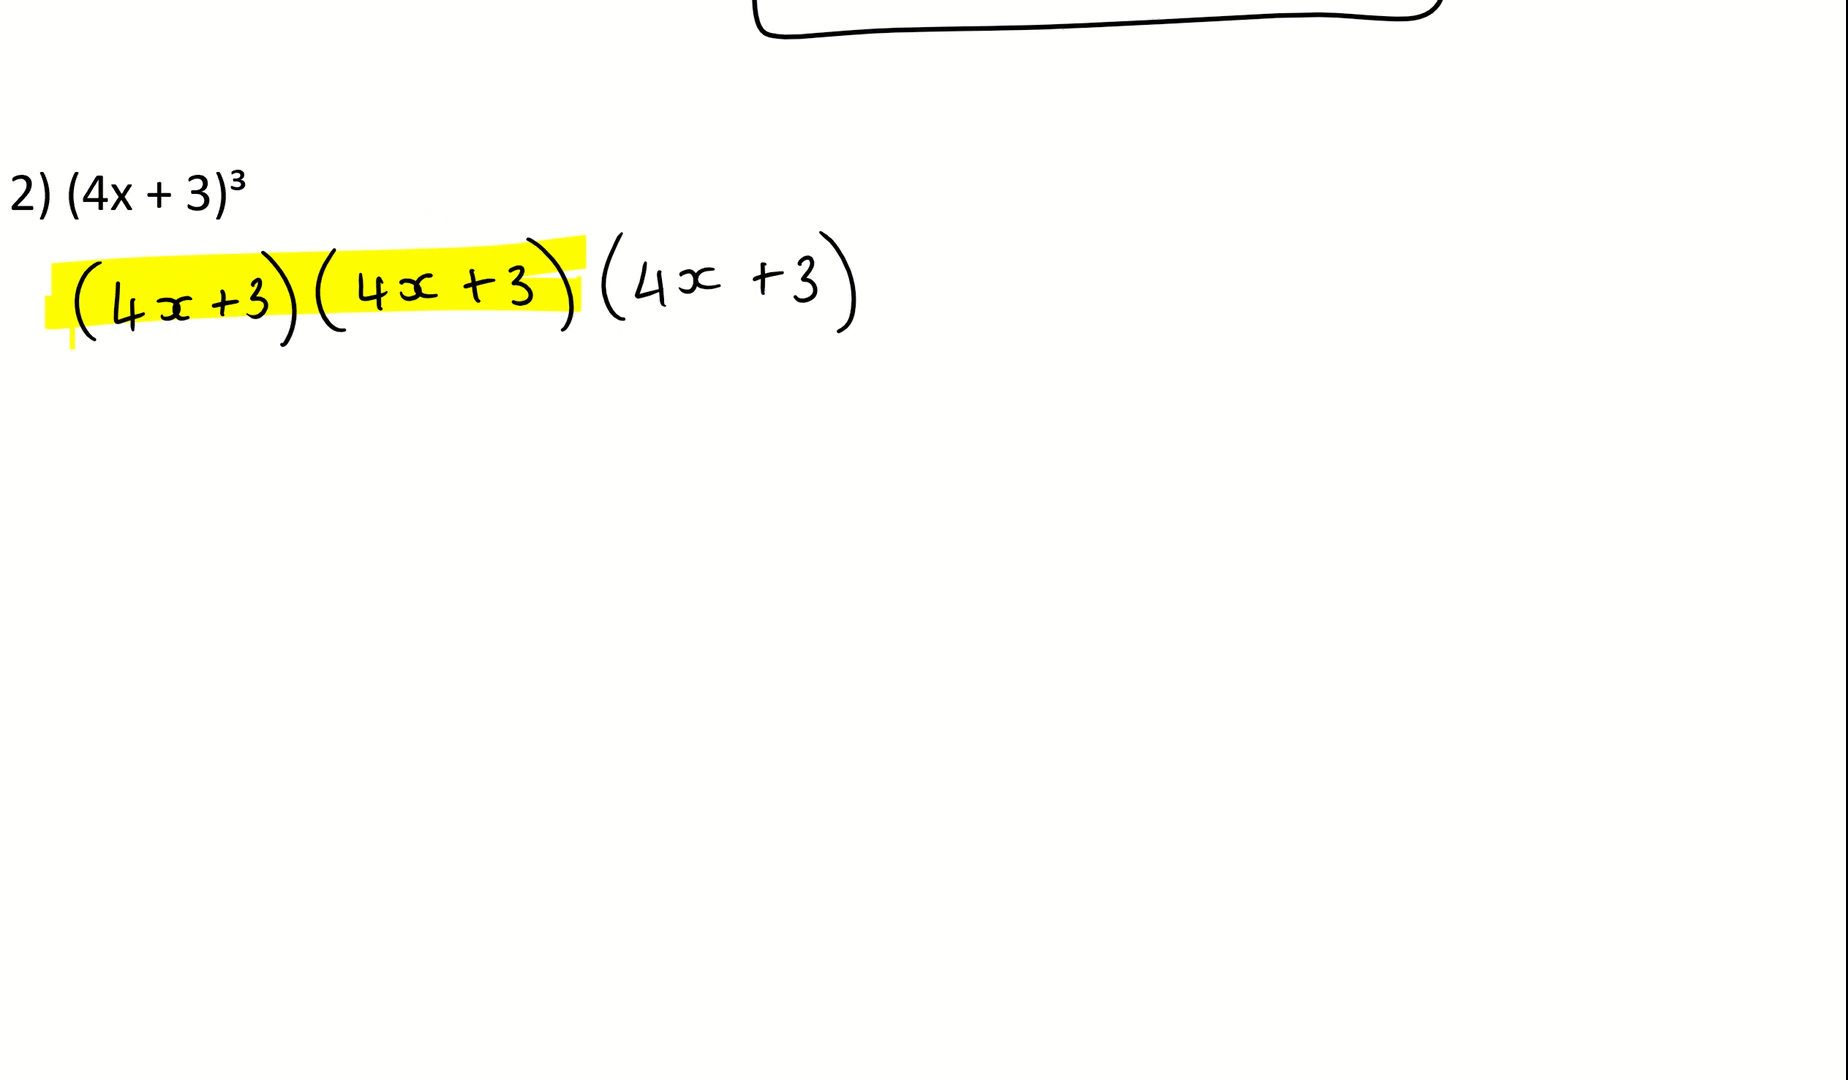 2) (4x + 3)³
(4x +3)(4x +3)(4x +3)